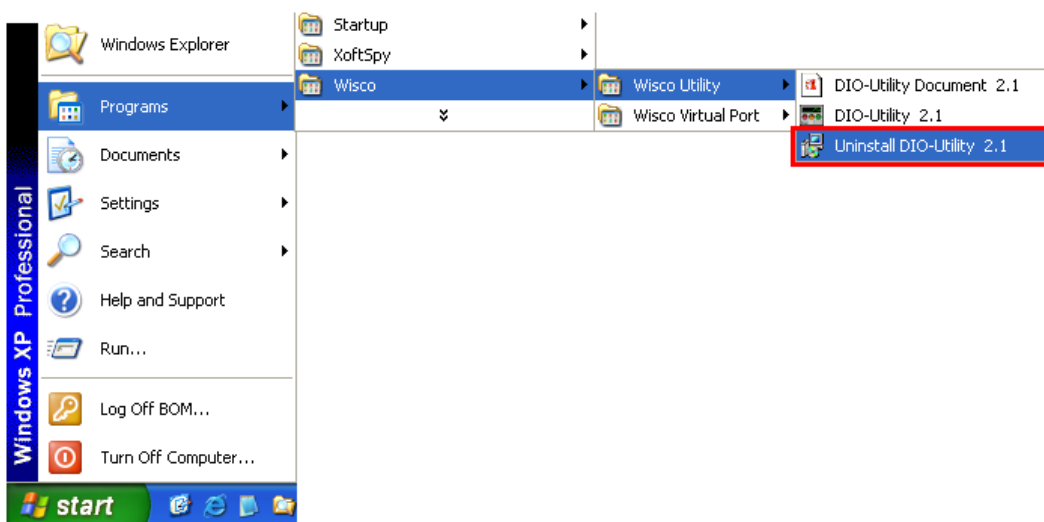 Windows Explorer
Programs
Documents
Settings
Search
Help and Support
Run...
Log Off BOM...
Turn Off Computer...
Windows XP Professional
start
Startup
XoftSpy
Wisco
Wisco Utility
Wisco Virtual Port
DIO-Utility Document 2.1
DIO-Utility 2.1
Uninstall DIO-Utility 2.1